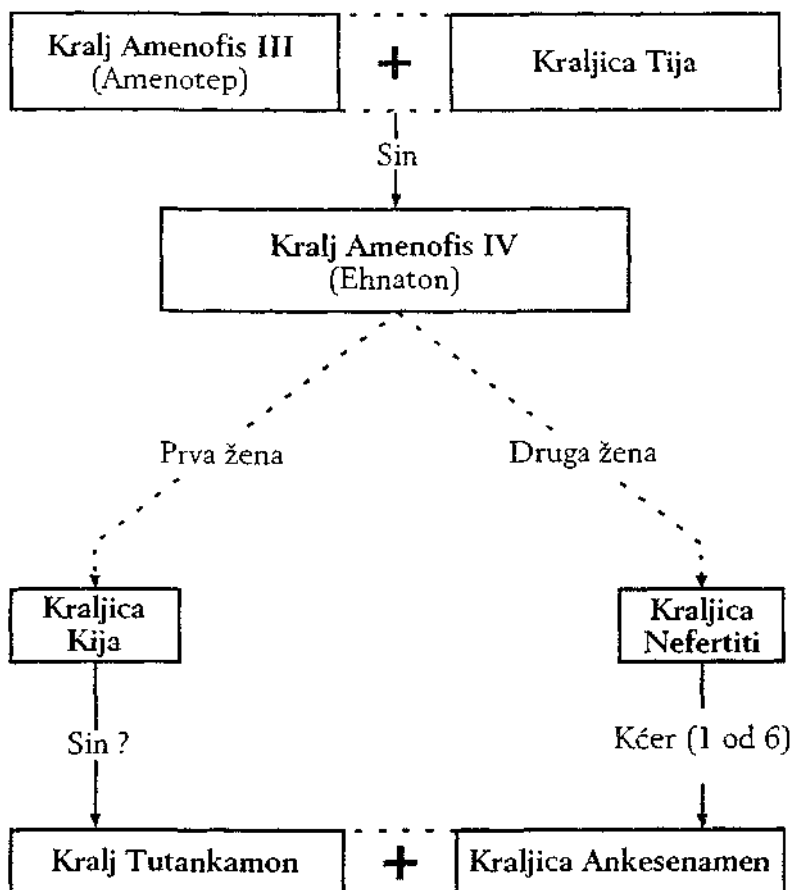 Kralj Amenofis III
(Amenotep)
+
Kraljica Tija
Sin
Kralj Amenofis IV
(Ehnaton)
Prva žena
Druga žena
Kraljica
Kija
Kraljica
Nefertiti
Sin ?
Kćer (1 od 6)
Kralj Tutankamon
+
Kraljica Ankesenamen